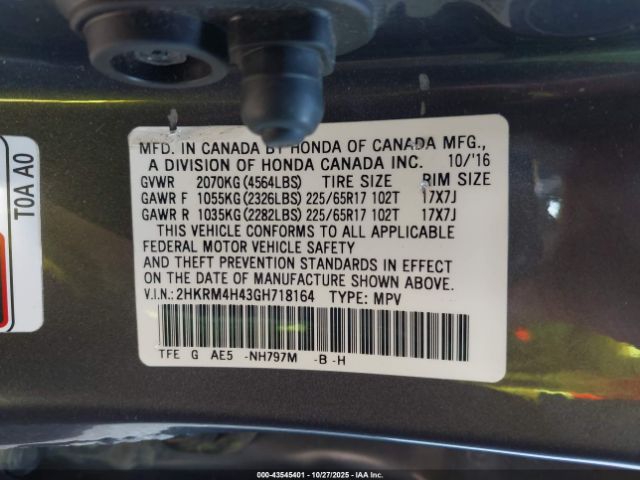 MFD. IN CANADA BY HONDA OF CANADA MFG.,
A DIVISION OF HONDA CANADA INC. 10/'16
GVWR 2070KG(4564LBS) TIRE SIZE RIM SIZE
GAWR F 1055KG(2326LBS) 225/65R17 102T 17X7J
GAWR R 1035KG(2282LBS) 225/65R17 102T 17X7J
THIS VEHICLE CONFORMS TO ALL APPLICABLE
FEDERAL MOTOR VEHICLE SAFETY
AND THEFT PREVENTION STANDARDS IN EFFECT
ON THE DATE OF MANUFACTURE SHOWN ABOVE.
V.I.N.: 2HKRM4H43GH718164 TYPE: MPV
TFE G AE5 -NH797M -B -H
T0A A0
000-43545401 - 10/27/2025 - IAAI.com